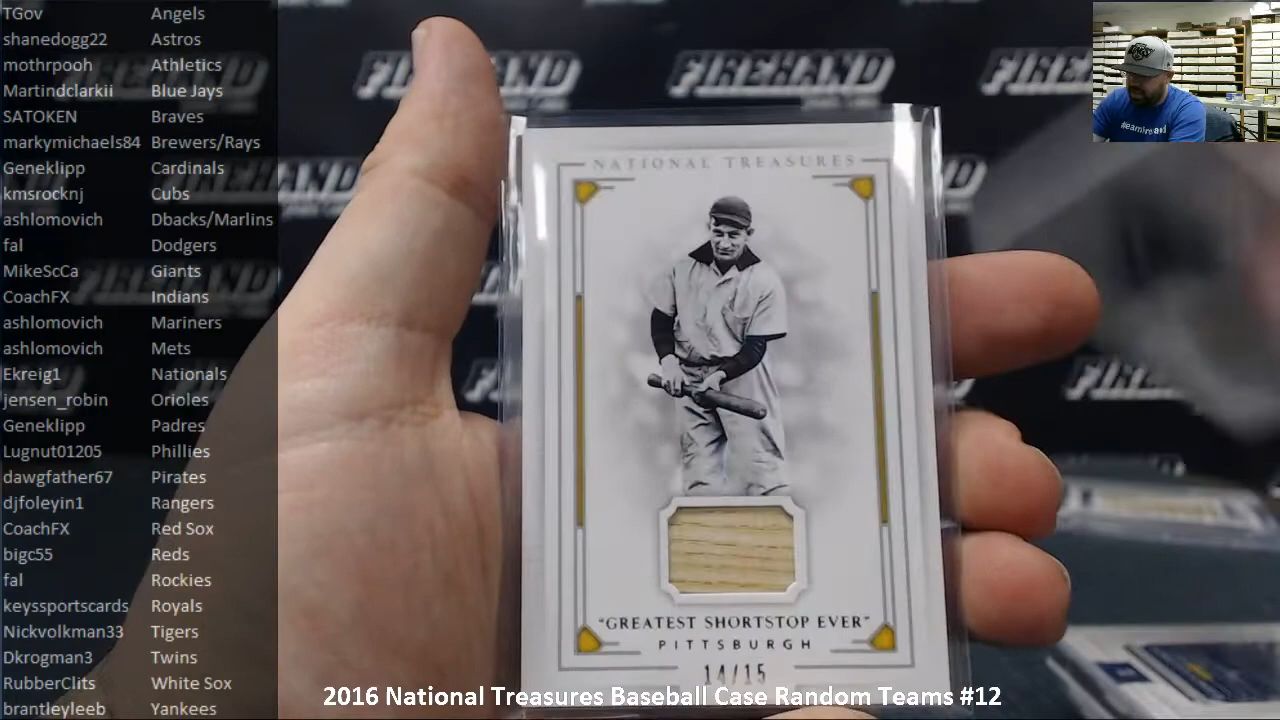 TGov Angels
shanedogg22 Astros
mothrpooh Athletics
Martindclarkii Blue Jays
SATOKEN Braves
markymichaels84 Brewers/Rays
Geneklipp Cardinals
kmsrocknj Cubs
ashlomovich Dbacks/Marlins
fal Dodgers
MikeScCa Giants
CoachFX Indians
ashlomovich Mariners
ashlomovich Mets
Ekreig1 Nationals
jensen_robin Orioles
Geneklipp Padres
Lugnut01205 Phillies
dawgfather67 Pirates
djfoleyin1 Rangers
CoachFX Red Sox
bigc55 Reds
fal Rockies
keyssportscards Royals
Nickvolkman33 Tigers
Dkrogman3 Twins
RubberClits White Sox
brantleyleeb Yankees
FIREHAND
FIREHAND
FIREHAND
NATIONAL TREASURES
"GREATEST SHORTSTOP EVER"
PITTSBURGH
14/15
2016 National Treasures Baseball Case Random Teams #12